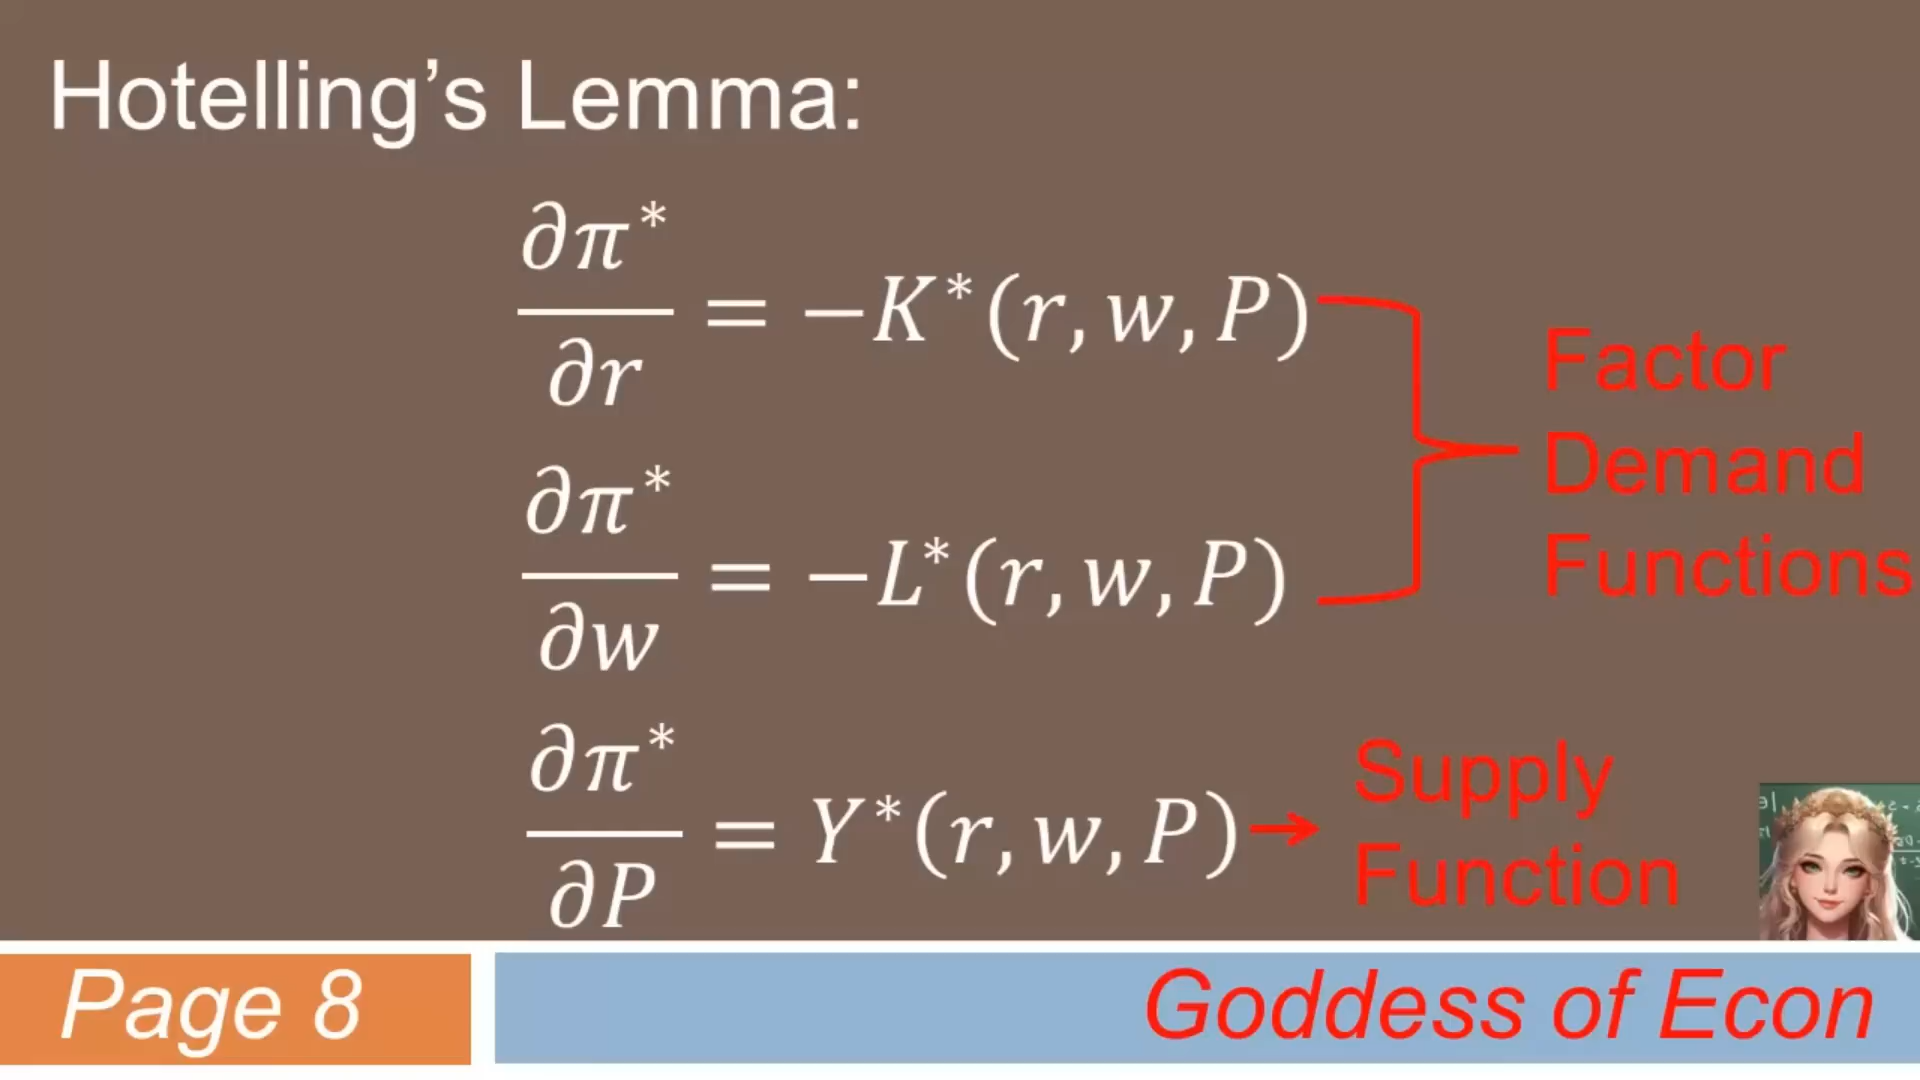 Hotelling's Lemma:
∂π*/∂r = −K*(r, w, P)
∂π*/∂w = −L*(r, w, P)
Factor
Demand
Functions
∂π*/∂P = Y*(r, w, P)
Supply
Function
Page 8
Goddess of Econ